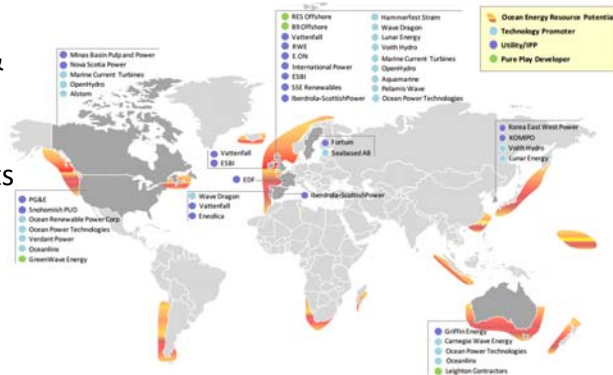 &
ES
Minas Basin Pulp and Power
Nova Scotia Power
Marine Current Turbines
OpenHydro
Alstom
RES Offshore
B9 Offshore
Vattenfall
RWE
E.ON
International Power
ESBI
SSE Renewables
Iberdrola-ScottishPower
Hammerfest Strøm
Wave Dragon
Lunar Energy
Voith Hydro
Marine Current Turbines
OpenHydro
Aquamarine
Pelamis Wave
Ocean Power Technologies
Ocean Energy Resource Potential
Technology Promoter
Utility/IPP
Pure Play Developer
Vattenfall
ESBI
Fortum
Seabased AB
Korea East West Power
KOMIPO
Voith Hydro
Lunar Energy
EDF
Iberdrola-ScottishPower
PG&E
Snohomish PUD
Ocean Renewable Power Corp
Ocean Power Technologies
Verdant Power
Oceanlinx
GreenWave Energy
Wave Dragon
Vattenfall
Eneolica
Griffin Energy
Carnegie Wave Energy
Ocean Power Technologies
Oceanlinx
Leighton Contractors